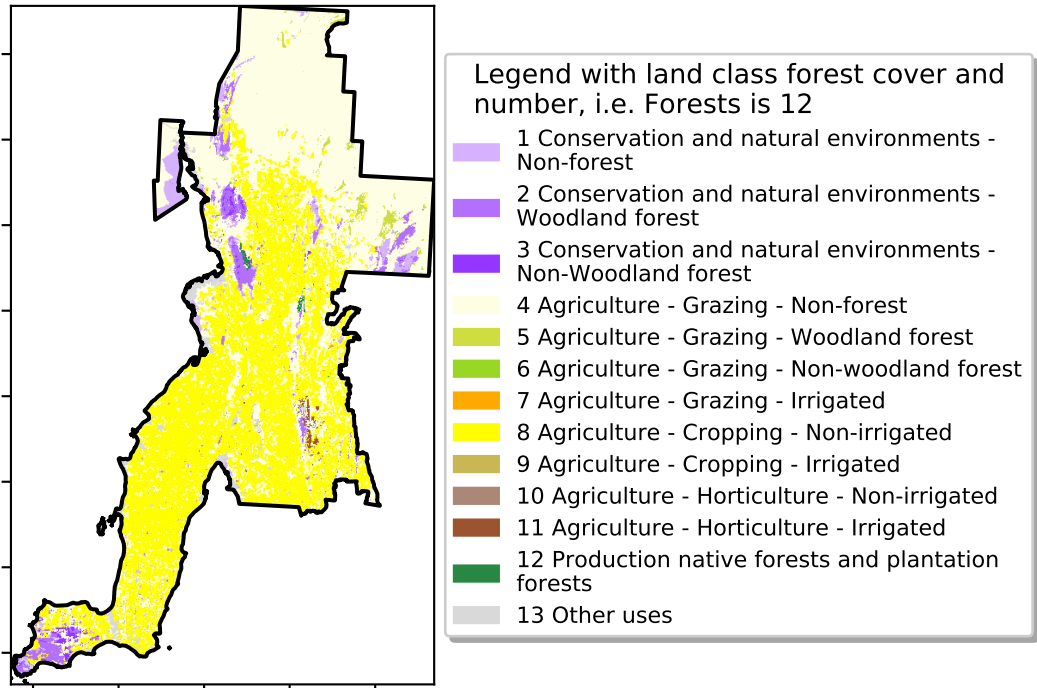 Legend with land class forest cover and
number, i.e. Forests is 12
1 Conservation and natural environments -
Non-forest
2 Conservation and natural environments -
Woodland forest
3 Conservation and natural environments -
Non-Woodland forest
4 Agriculture - Grazing - Non-forest
5 Agriculture - Grazing - Woodland forest
6 Agriculture - Grazing - Non-woodland forest
7 Agriculture - Grazing - Irrigated
8 Agriculture - Cropping - Non-irrigated
9 Agriculture - Cropping - Irrigated
10 Agriculture - Horticulture - Non-irrigated
11 Agriculture - Horticulture - Irrigated
12 Production native forests and plantation
forests
13 Other uses